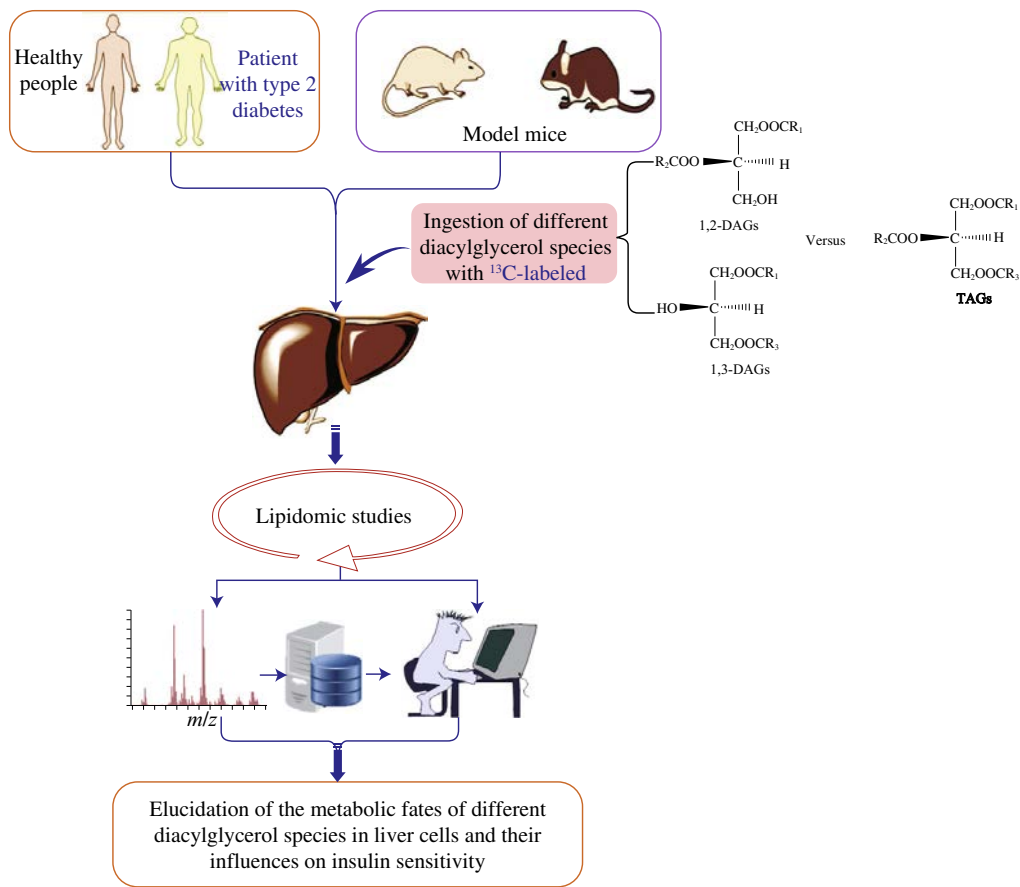 Healthy
people
Patient
with type 2
diabetes
Model mice
Ingestion of different
diacylglycerol species
with ¹³C-labeled
CH₂OOCR₁
R₂COO C H
CH₂OH
1,2-DAGs
CH₂OOCR₁
HO C H
CH₂OOCR₃
1,3-DAGs
Versus
CH₂OOCR₁
R₂COO C H
CH₂OOCR₃
TAGs
Lipidomic studies
m/z
Elucidation of the metabolic fates of different
diacylglycerol species in liver cells and their
influences on insulin sensitivity